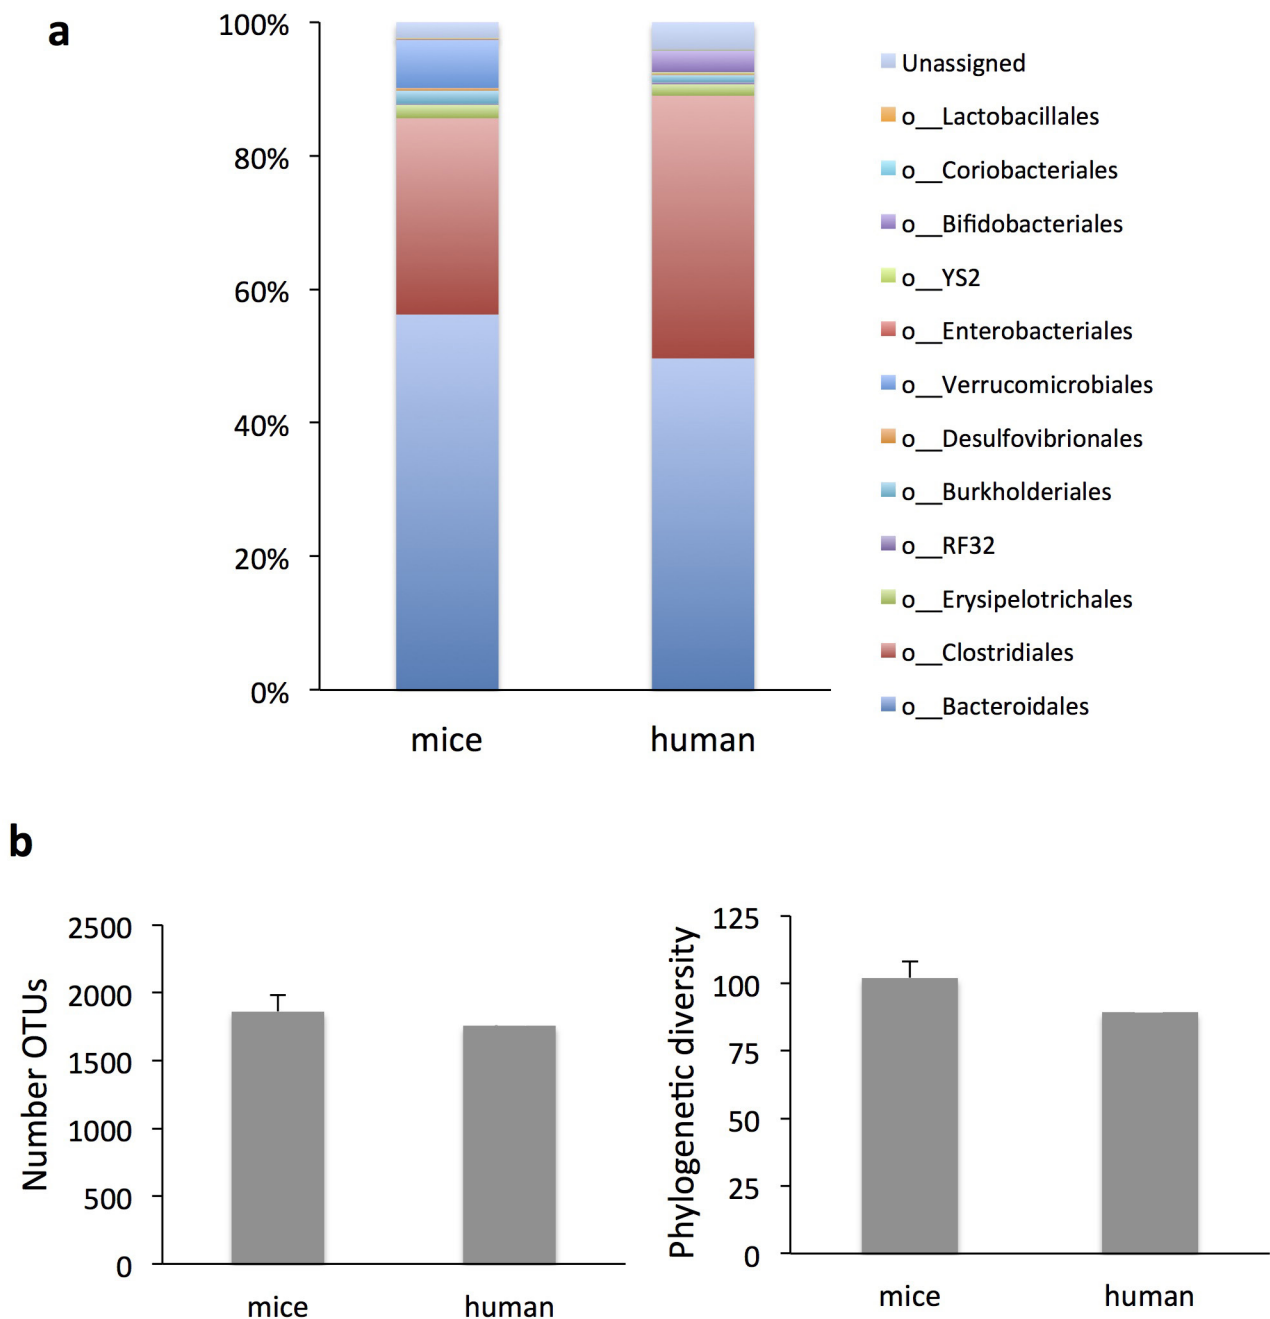 a
100%
80%
60%
40%
20%
0%
mice
human
Unassigned
o__Lactobacillales
o__Coriobacteriales
o__Bifidobacteriales
o__YS2
o__Enterobacteriales
o__Verrucomicrobiales
o__Desulfovibrionales
o__Burkholderiales
o__RF32
o__Erysipelotrichales
o__Clostridiales
o__Bacteroidales
b
Number OTUs
2500
2000
1500
1000
500
0
mice
human
Phylogenetic diversity
125
100
75
50
25
0
mice
human